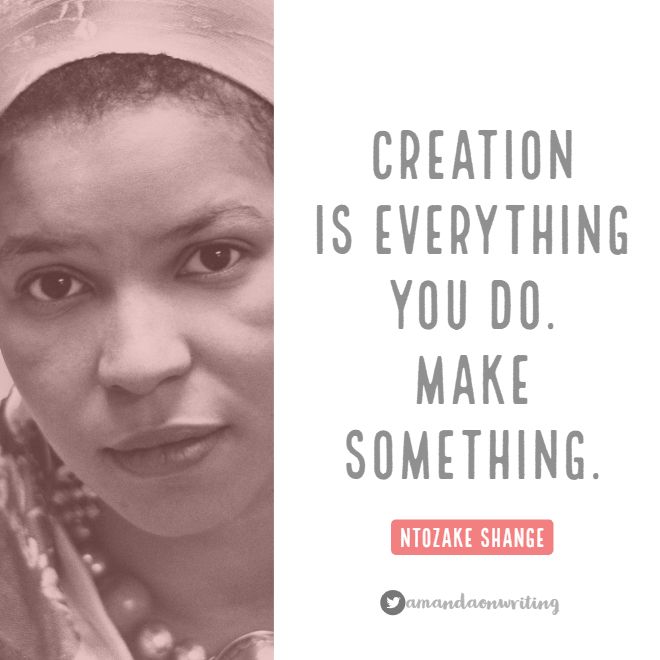 CREATION
IS EVERYTHING
YOU DO.
MAKE
SOMETHING.
NTOZAKE SHANGE
amandaonwriting